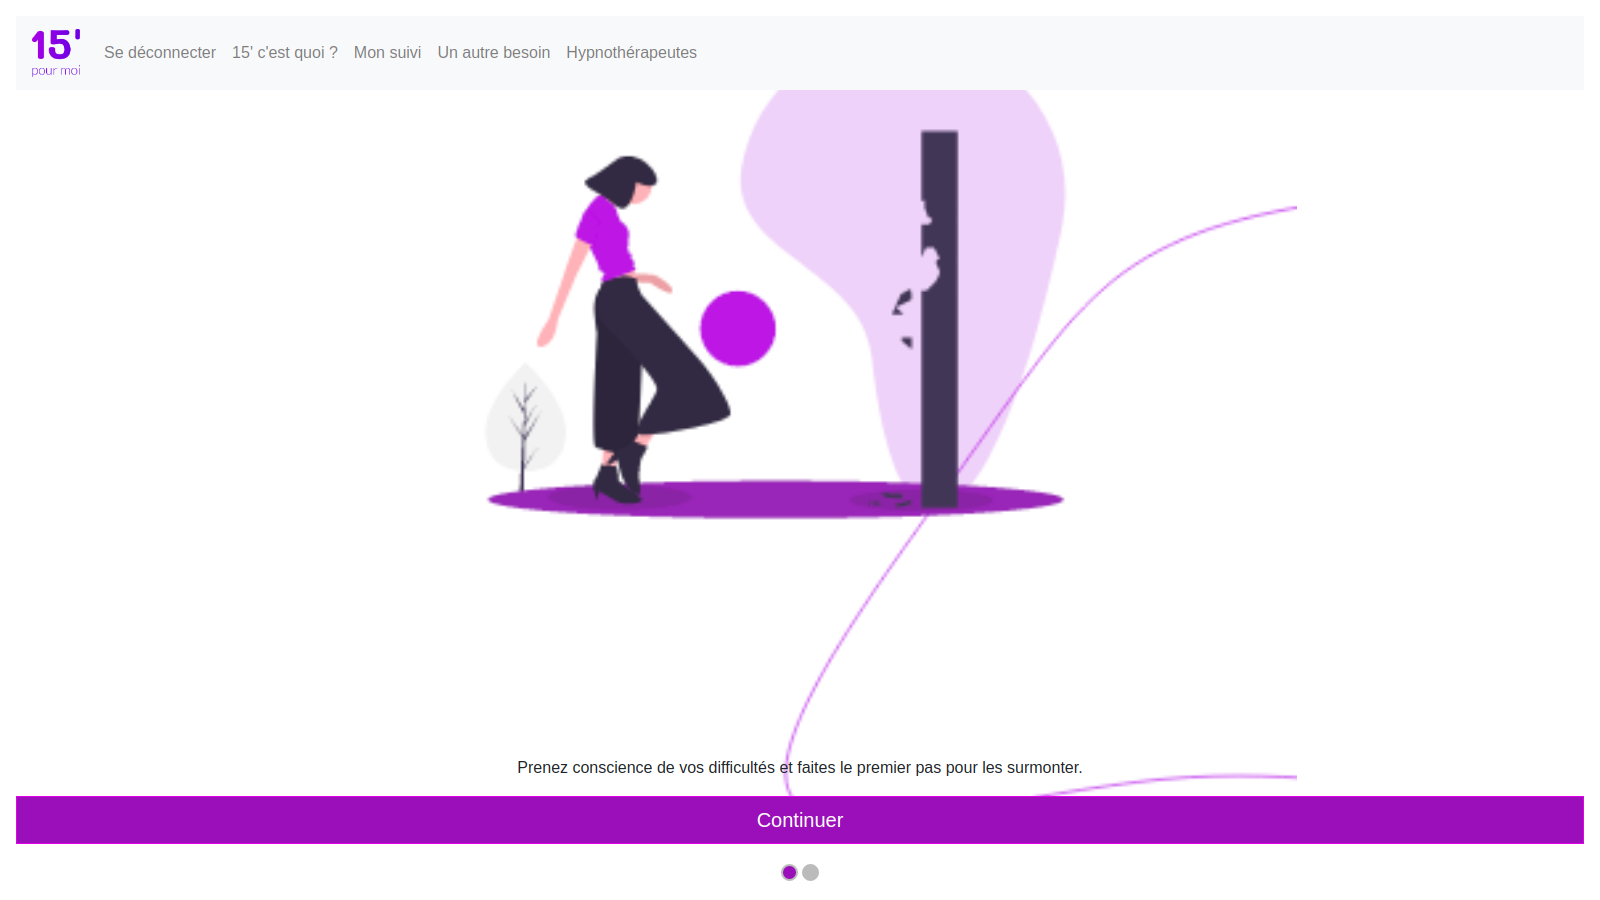 15'
pour moi
Se déconnecter
15' c'est quoi ?
Mon suivi
Un autre besoin
Hypnothérapeutes
Prenez conscience de vos difficultés et faites le premier pas pour les surmonter.
Continuer